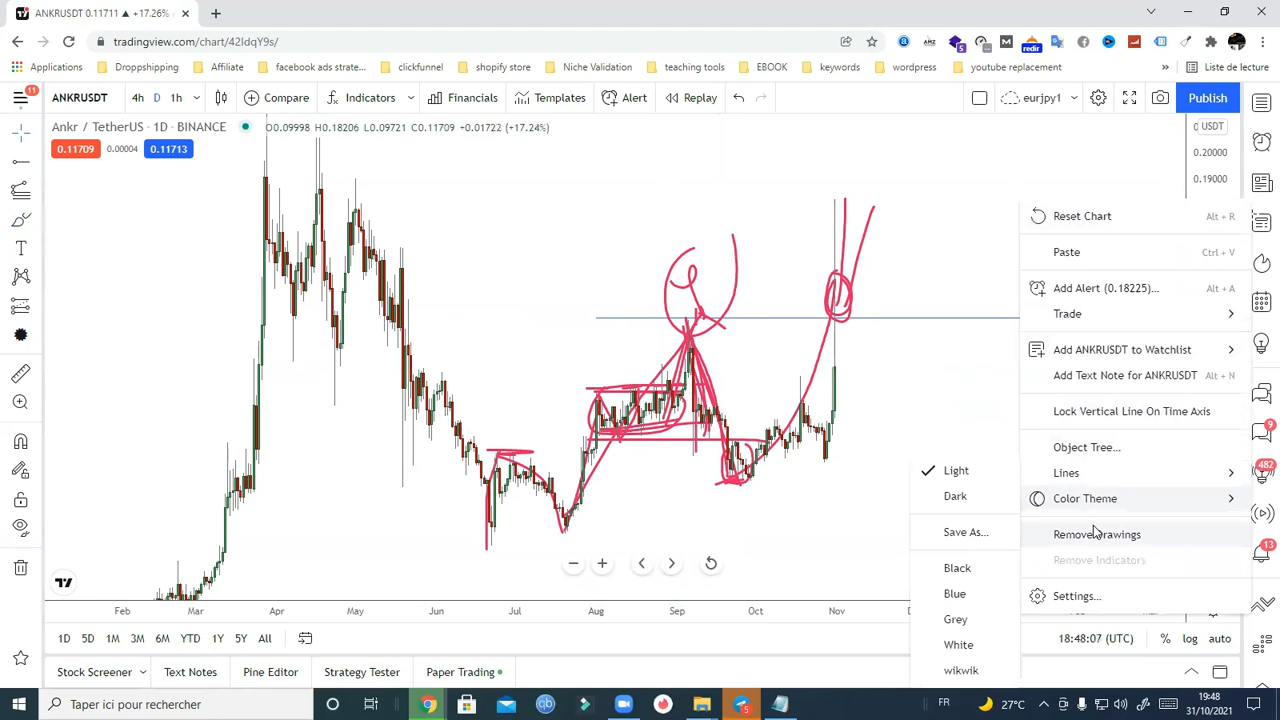 ANKRUSDT 0.11711 ▲ +17.26% ×
tradingview.com/chart/42ldqY9s/
Applications Droppshipping Affiliate facebook adverate... clickfunnel shopify store Niche Validation teaching tools EBOOK keywords wordpress youtube replacement » Liste de lecture
11 ANKRUSDT 4h D 1h Compare Indicators Financials Templates Alert Replay eurjpy1 Publish
Ankr / TetherUS · 1D · BINANCE O0.09998 H0.18206 L0.09721 C0.11709 +0.01722 (+17.24%) USDT
0.11709 0.00004 0.11713
0.20000
0.19000
Reset Chart Alt + R
Paste Ctrl + V
Add Alert (0.18225)... Alt + A
Trade
Add ANKRUSDT to Watchlist
Add Text Note for ANKRUSDT Alt + N
Lock Vertical Line On Time Axis
Object Tree...
Lines
Color Theme
Remove Drawings
Remove Indicators
Settings...
Light
Dark
Save As...
Black
Blue
Grey
White
wikwik
9
482
13
Feb Mar Apr May Jun Jul Aug Sep Oct Nov D
1D 5D 1M 3M 6M YTD 1Y 5Y All 18:48:07 (UTC) % log auto
Stock Screener Text Notes Pine Editor Strategy Tester Paper Trading
Taper ici pour rechercher 5 FR 27°C 19:48
31/10/2021